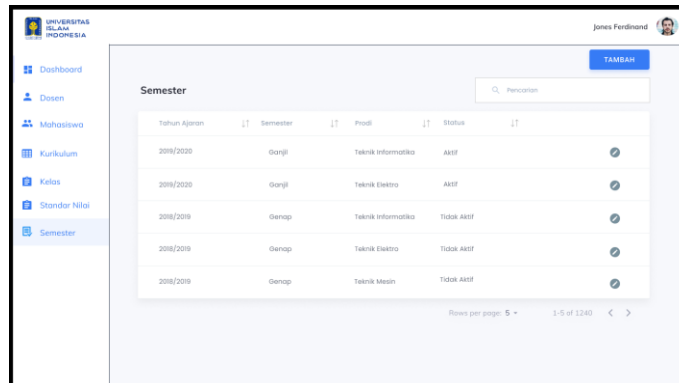 UNIVERSITAS
ISLAM
INDONESIA
Jones Ferdinand
Dashboard
Dosen
Mahasiswa
Kurikulum
Kelas
Standar Nilai
Semester
TAMBAH
Semester
Pencarian
Tahun Ajaran Semester Prodi Status
2019/2020 Ganjil Teknik Informatika Aktif
2019/2020 Ganjil Teknik Elektro Aktif
2018/2019 Genap Teknik Informatika Tidak Aktif
2018/2019 Genap Teknik Elektro Tidak Aktif
2018/2019 Genap Teknik Mesin Tidak Aktif
Rows per page: 5 1-5 of 1240